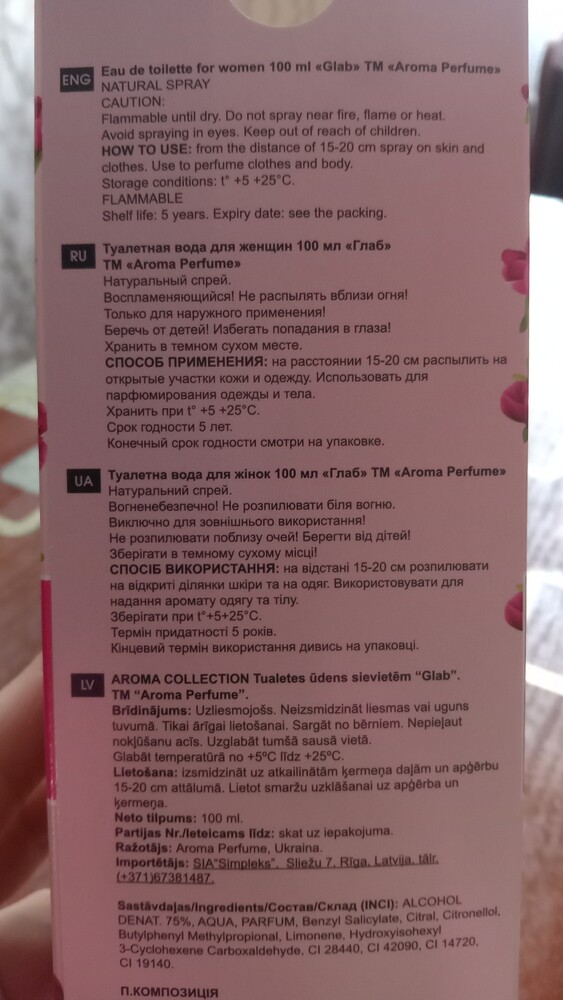 ENG
Eau de toilette for women 100 ml «Glab» TM «Aroma Perfume»
NATURAL SPRAY
CAUTION:
Flammable until dry. Do not spray near fire, flame or heat.
Avoid spraying in eyes. Keep out of reach of children.
HOW TO USE: from the distance of 15-20 cm spray on skin and
clothes. Use to perfume clothes and body.
Storage conditions: t° +5 +25°C.
FLAMMABLE
Shelf life: 5 years. Expiry date: see the packing.
RU
Туалетная вода для женщин 100 мл «Глаб»
ТМ «Aroma Perfume»
Натуральный спрей.
Воспламеняющийся! Не распылять вблизи огня!
Только для наружного применения!
Беречь от детей! Избегать попадания в глаза!
Хранить в темном сухом месте.
СПОСОБ ПРИМЕНЕНИЯ: на расстоянии 15-20 см распылить на
открытые участки кожи и одежду. Использовать для
парфюмирования одежды и тела.
Хранить при t° +5 +25°C.
Срок годности 5 лет.
Конечный срок годности смотри на упаковке.
UA
Туалетна вода для жінок 100 мл «Глаб» ТМ «Aroma Perfume»
Натуральний спрей.
Вогненебезпечно! Не розпилювати біля вогню.
Виключно для зовнішнього використання!
Не розпилювати поблизу очей! Берегти від дітей!
Зберігати в темному сухому місці!
СПОСІБ ВИКОРИСТАННЯ: на відстані 15-20 см розпилювати
на відкриті ділянки шкіри та на одяг. Використовувати для
надання аромату одягу та тілу.
Зберігати при t°+5+25°C.
Термін придатності 5 років.
Кінцевий термін використання дивись на упаковці.
LV
AROMA COLLECTION Tualetes ūdens sievietēm “Glab”.
TM “Aroma Perfume”.
Brīdinājums: Uzliesmojošs. Neizsmidzināt liesmas vai uguns
tuvumā. Tikai ārīgai lietošanai. Sargāt no bērniem. Nepieļaut
nokļūšanu acīs. Uzglabāt tumšā sausā vietā.
Glabāt temperatūrā no +5ºC līdz +25°C.
Lietošana: izsmidzināt uz atkailinātām ķermeņa daļām un apģērbu
15-20 cm attālumā. Lietot smaržu uzklāšanai uz apģērba un
ķermeņa.
Neto tilpums: 100 ml.
Partijas Nr./Ieteicams līdz: skat uz iepakojuma.
Ražotājs: Aroma Perfume, Ukraina.
Importētājs: SIA"Simpleks", Sliežu 7, Rīga, Latvija, tālr.
(+371)67381487.
Sastāvdaļas/Ingredients/Состав/Склад (INCI): ALCOHOL
DENAT. 75%, AQUA, PARFUM, Benzyl Salicylate, Citral, Citronellol,
Butylphenyl Methylpropional, Limonene, Hydroxyisohexyl
3-Cyclohexene Carboxaldehyde, CI 28440, CI 42090, CI 14720,
CI 19140.
П.КОМПОЗИЦІЯ